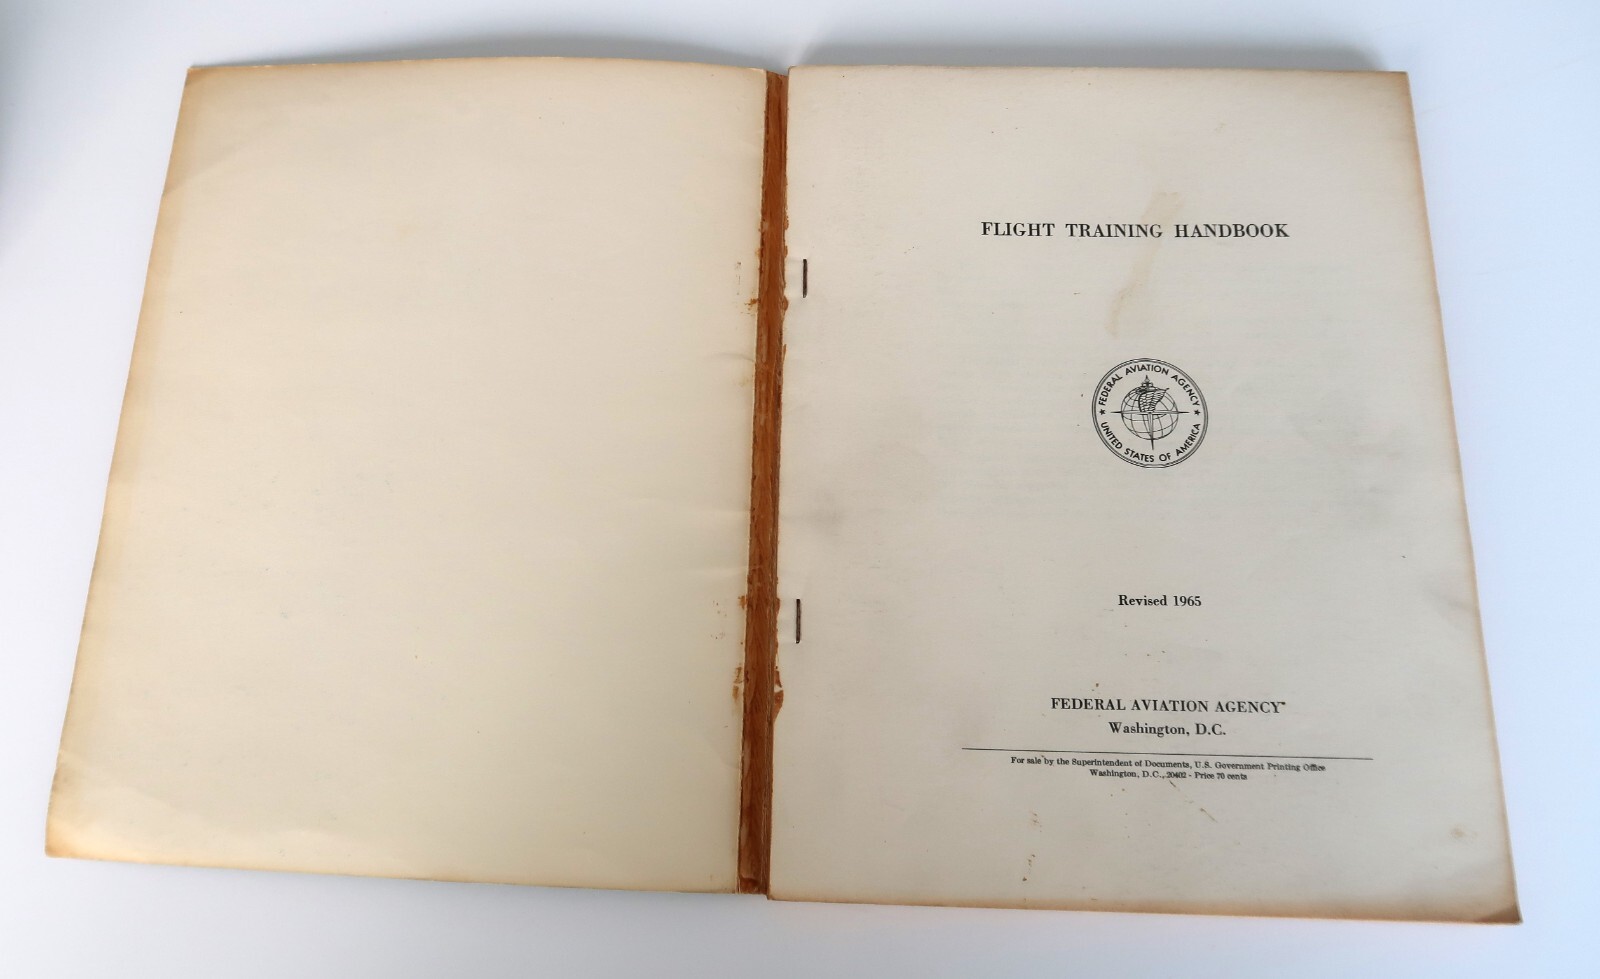 FLIGHT TRAINING HANDBOOK
FEDERAL AVIATION AGENCY
UNITED STATES OF AMERICA
Revised 1965
FEDERAL AVIATION AGENCY
Washington, D.C.
For sale by the Superintendent of Documents, U.S. Government Printing Office
Washington, D.C., 20402 - Price 70 cents